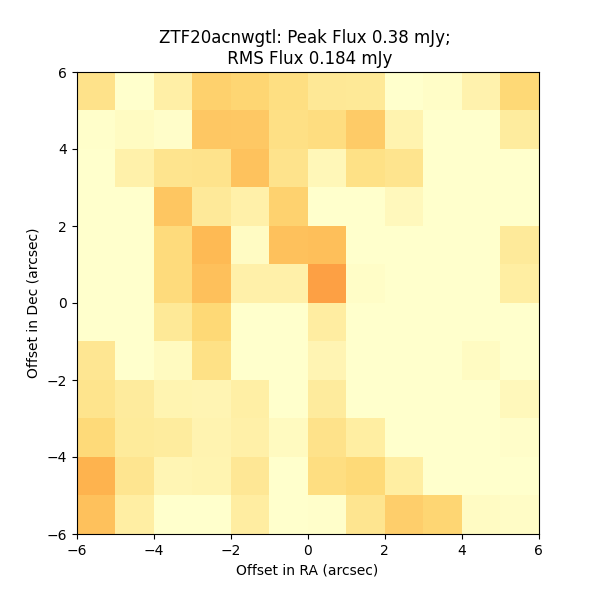 ZTF20acnwgtl: Peak Flux 0.38 mJy;
RMS Flux 0.184 mJy
6
4
2
0
−2
−4
−6
Offset in Dec (arcsec)
−6 −4 −2 0 2 4 6
Offset in RA (arcsec)